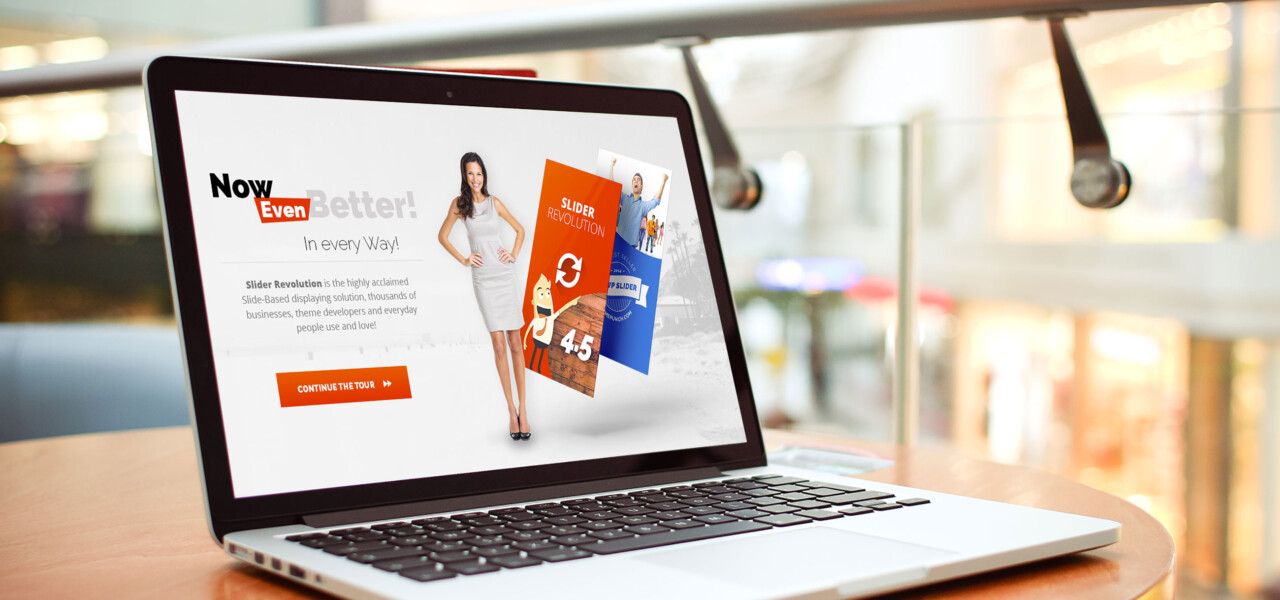 Now
Even Better!
In every Way!
Slider Revolution is the highly acclaimed
Slide-Based displaying solution, thousands of
businesses, theme developers and everyday
people use and love!
CONTINUE THE TOUR
SLIDER
REVOLUTION
4.5
SLIDER